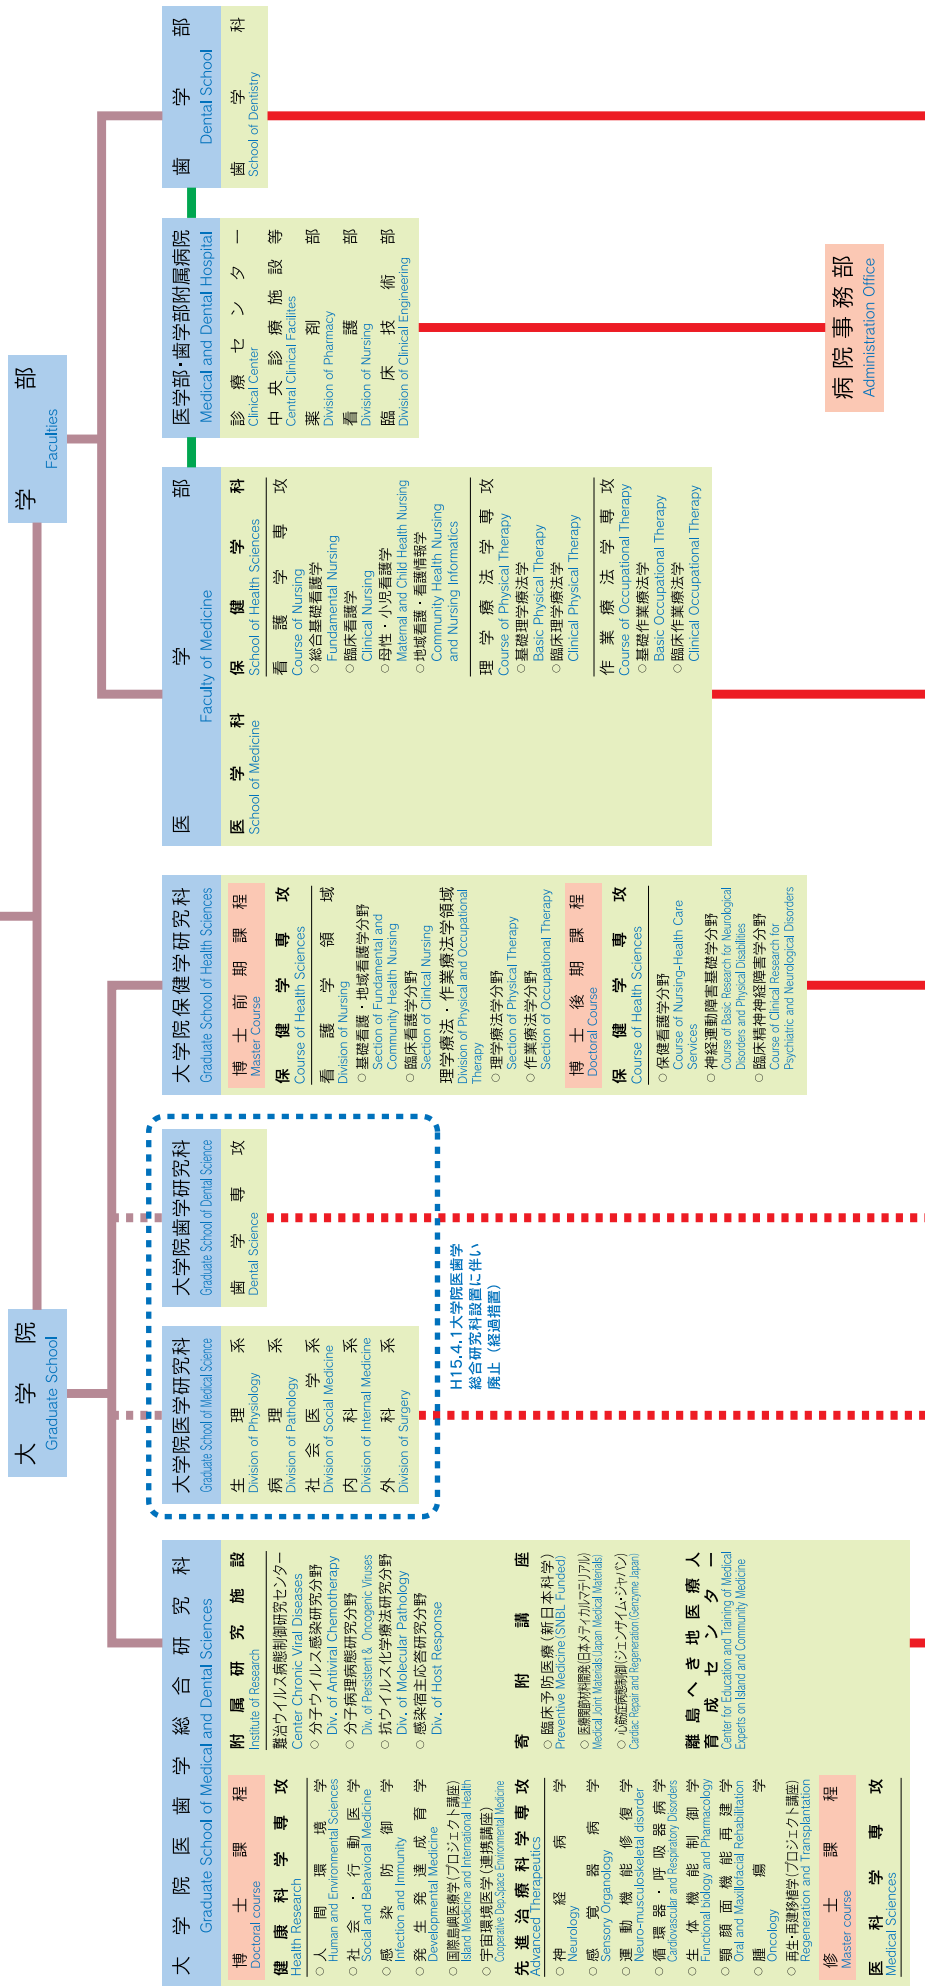 大学院
Graduate School
学部
Faculties
大学院医歯学総合研究科
Graduate School of Medical and Dental Sciences
博士課程
Doctoral course
健康科学専攻
Health Research
○人間環境学
Human and Environmental Sciences
○社会・行動医学
Social and Behavioral Medicine
○感染防御学
Infection and Immunity
○発生発達成育学
Developmental Medicine
○国際島嶼医療学(プロジェクト講座)
Island Medicine and International Health
○宇宙環境医学(連携講座)
Cooperative Dep.Space Environmental Medicine
先進治療科学専攻
Advanced Therapeutics
○神経病学
Neurology
○感覚器病学
Sensory Organology
○運動機能修復学
Neuro-musculoskeletal disorder
○循環器・呼吸器病学
Cardiovascular and Respiratory Disorders
○生体機能制御学
Functional biology and Pharmacology
○顎顔面機能再建学
Oral and Maxillofacial Rehabilitation
○腫瘍学
Oncology
○再生・再建移植学(プロジェクト講座)
Regeneration and Transplantation
修士課程
Master course
医科学専攻
Medical Sciences
附属研究施設
Institute of Research
難治ウイルス病態制御研究センター
Center Chronic Viral Diseases
○分子ウイルス感染研究分野
Div. of Antiviral Chemotherapy
○分子病理病態研究分野
Div. of Persistent & Oncogenic Viruses
○抗ウイルス化学療法研究分野
Div. of Molecular Pathology
○感染宿主応答研究分野
Div. of Host Response
寄附講座
○臨床予防医療(新日本科学)
Preventive Medicine(SNBL Funded)
○医療関節材料開発(日本メディカルマテリアル)
Medical Joint Materials(Japan Medical Materials)
○心筋症病態制御(ジェンザイム・ジャパン)
Cardiac Repair and Regeneration(Genzyme Japan)
離島へき地医療人
育成センター
Center for Education and Training of Medical
Experts on Island and Community Medicine
大学院医学研究科
Graduate School of Medical Science
生理系
Division of Physiology
病理系
Division of Pathology
社会医学系
Division of Social Medicine
内科系
Division of Internal Medicine
外科系
Division of Surgery
大学院歯学研究科
Graduate School of Dental Science
歯学専攻
Dental Science
H15.4.1大学院医歯学
総合研究科設置に伴い
廃止（経過措置）
大学院保健学研究科
Graduate School of Health Sciences
博士前期課程
Master Course
保健学専攻
Course of Health Sciences
看護学領域
Division of Nursing
○基礎看護・地域看護学分野
Section of Fundamental and
Community Health Nursing
○臨床看護学分野
Section of Clinlcal Nursing
理学療法・作業療法学領域
Division of Physical and Occupational
Therapy
○理学療法学分野
Section of Physical Therapy
○作業療法学分野
Section of Occupational Therapy
博士後期課程
Doctoral Course
保健学専攻
Course of Health Sciences
○保健看護学分野
Course of Nursing-Health Care
Services
○神経運動障害基礎学分野
Course of Basic Research for Neurological
Disorders and Physical Disabilities
○臨床精神神経障害学分野
Course of Clinical Research for
Psychiatric and Neurological Disorders
医学部
Faculty of Medicine
医学科
School of Medicine
保健学科
School of Health Sciences
看護学専攻
Course of Nursing
○総合基礎看護学
Fundamental Nursing
○臨床看護学
Clinical Nursing
○母性・小児看護学
Maternal and Child Health Nursing
○地域看護・看護情報学
Community Health Nursing
and Nursing Informatics
理学療法学専攻
Course of Physical Therapy
○基礎理学療法学
Basic Physical Therapy
○臨床理学療法学
Clinical Physical Therapy
作業療法学専攻
Course of Occupational Therapy
○基礎作業療法学
Basic Occupational Therapy
○臨床作業療法学
Clinical Occupational Therapy
医学部・歯学部附属病院
Medical and Dental Hospital
診療センター
Clinical Center
中央診療施設等
Central Clinical Facilites
薬剤部
Division of Pharmacy
看護部
Division of Nursing
臨床技術部
Division of Clinical Engineering
病院事務部
Administration Office
歯学部
Dental School
歯学科
School of Dentistry